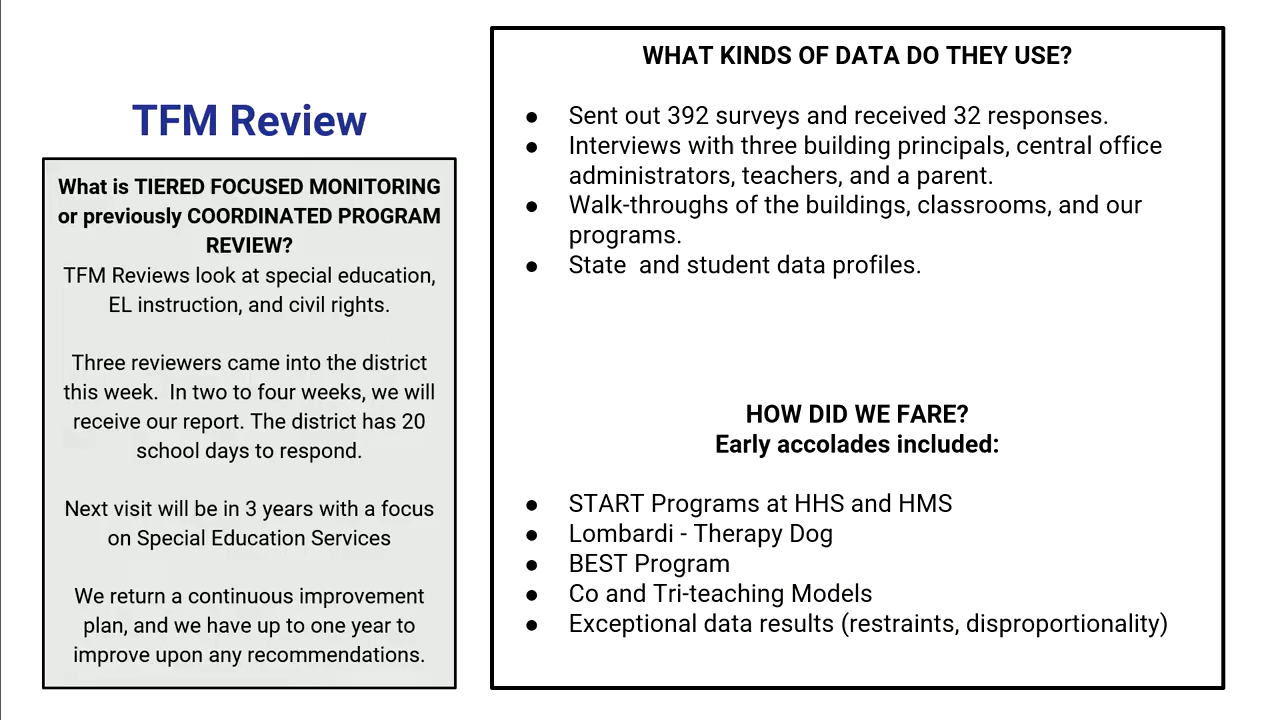 TFM Review
What is TIERED FOCUSED MONITORING
or previously COORDINATED PROGRAM
REVIEW?
TFM Reviews look at special education,
EL instruction, and civil rights.
Three reviewers came into the district
this week.  In two to four weeks, we will
receive our report. The district has 20
school days to respond.
Next visit will be in 3 years with a focus
on Special Education Services
We return a continuous improvement
plan, and we have up to one year to
improve upon any recommendations.
WHAT KINDS OF DATA DO THEY USE?
● Sent out 392 surveys and received 32 responses.
● Interviews with three building principals, central office
administrators, teachers, and a parent.
● Walk-throughs of the buildings, classrooms, and our
programs.
● State  and student data profiles.
HOW DID WE FARE?
Early accolades included:
● START Programs at HHS and HMS
● Lombardi - Therapy Dog
● BEST Program
● Co and Tri-teaching Models
● Exceptional data results (restraints, disproportionality)